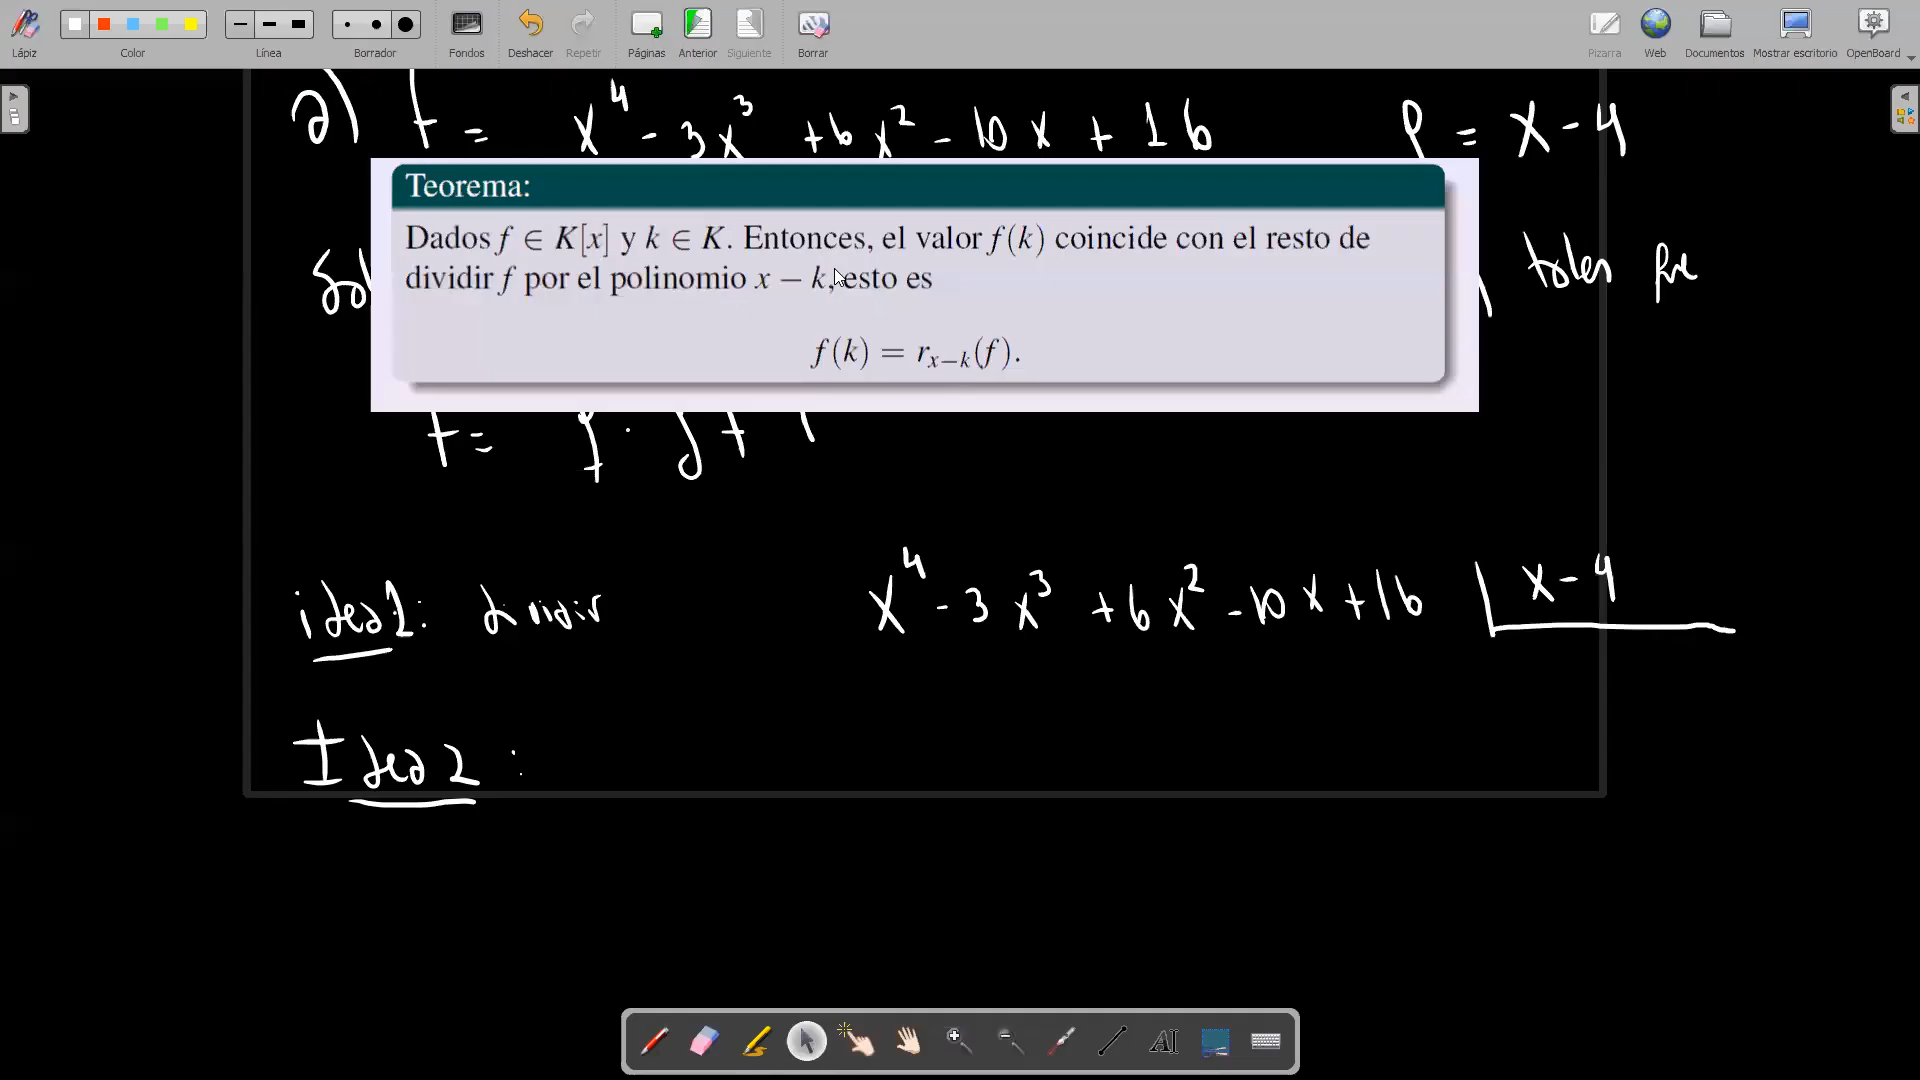 Lápiz Color Línea Borrador Fondos Deshacer Repetir Páginas Anterior Siguiente Borrar Pizarra Web Documentos Mostrar escritorio OpenBoard
a) f = x⁴ - 3x³ + 6x² - 10x + 16 p = x - 4
Teorema:
Dados f ∈ K[x] y k ∈ K. Entonces, el valor f(k) coincide con el resto de
dividir f por el polinomio x − k, esto es
f(k) = rₓ₋ₖ(f).
Sol
tales que
idea 1: dividir x⁴ - 3x³ + 6x² - 10x + 16 | x - 4
Idea 2 :